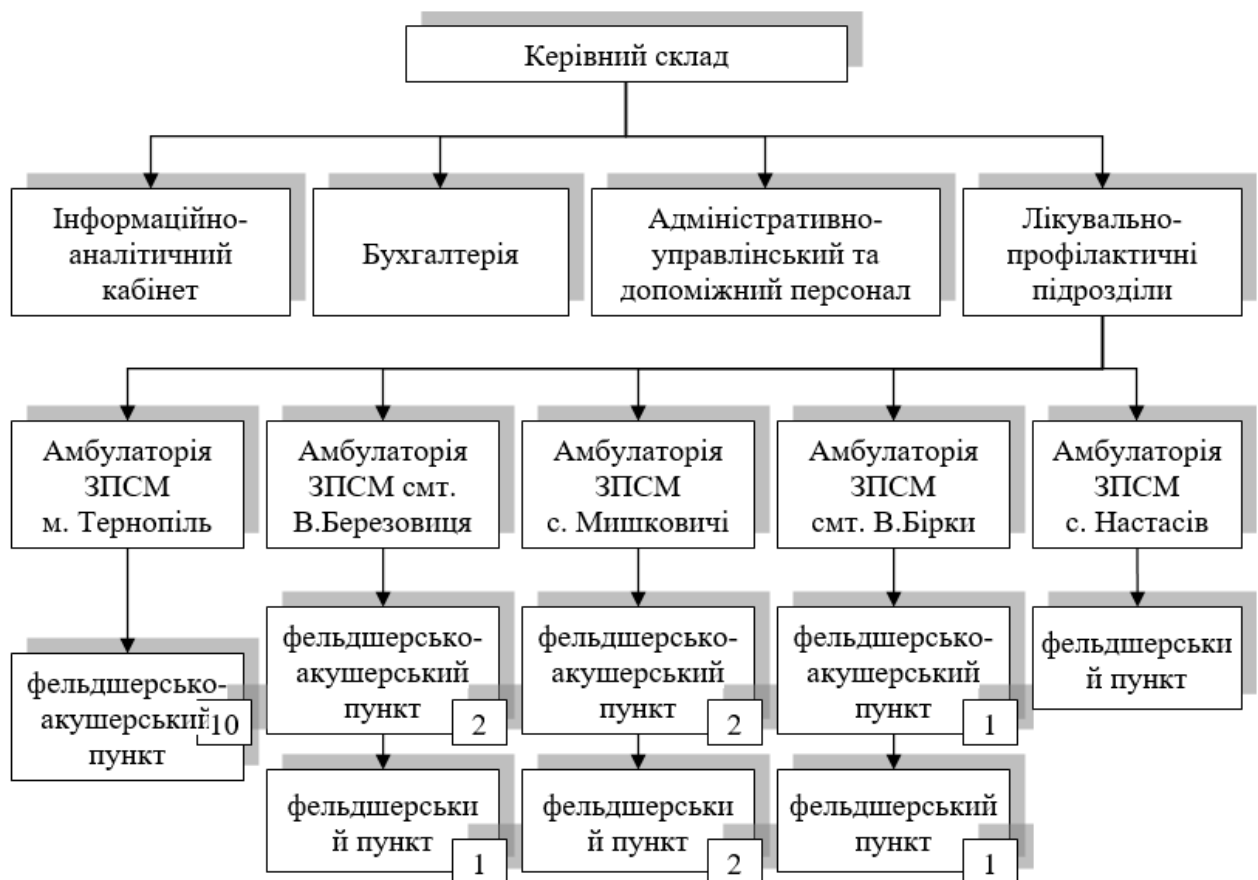 Керівний склад
Інформаційно-
аналітичний
кабінет
Бухгалтерія
Адміністративно-
управлінський та
допоміжний персонал
Лікувально-
профілактичні
підрозділи
Амбулаторія
ЗПСМ
м. Тернопіль
Амбулаторія
ЗПСМ смт.
В.Березовиця
Амбулаторія
ЗПСМ
с. Мишковичі
Амбулаторія
ЗПСМ
смт. В.Бірки
Амбулаторія
ЗПСМ
с. Настасів
фельдшерсько-
акушерський
пункт
10
фельдшерсько-
акушерський
пункт
2
фельдшерсько-
акушерський
пункт
2
фельдшерсько-
акушерський
пункт
1
фельдшерськи
й пункт
фельдшерськи
й пункт
1
фельдшерськи
й пункт
2
фельдшерський
пункт
1